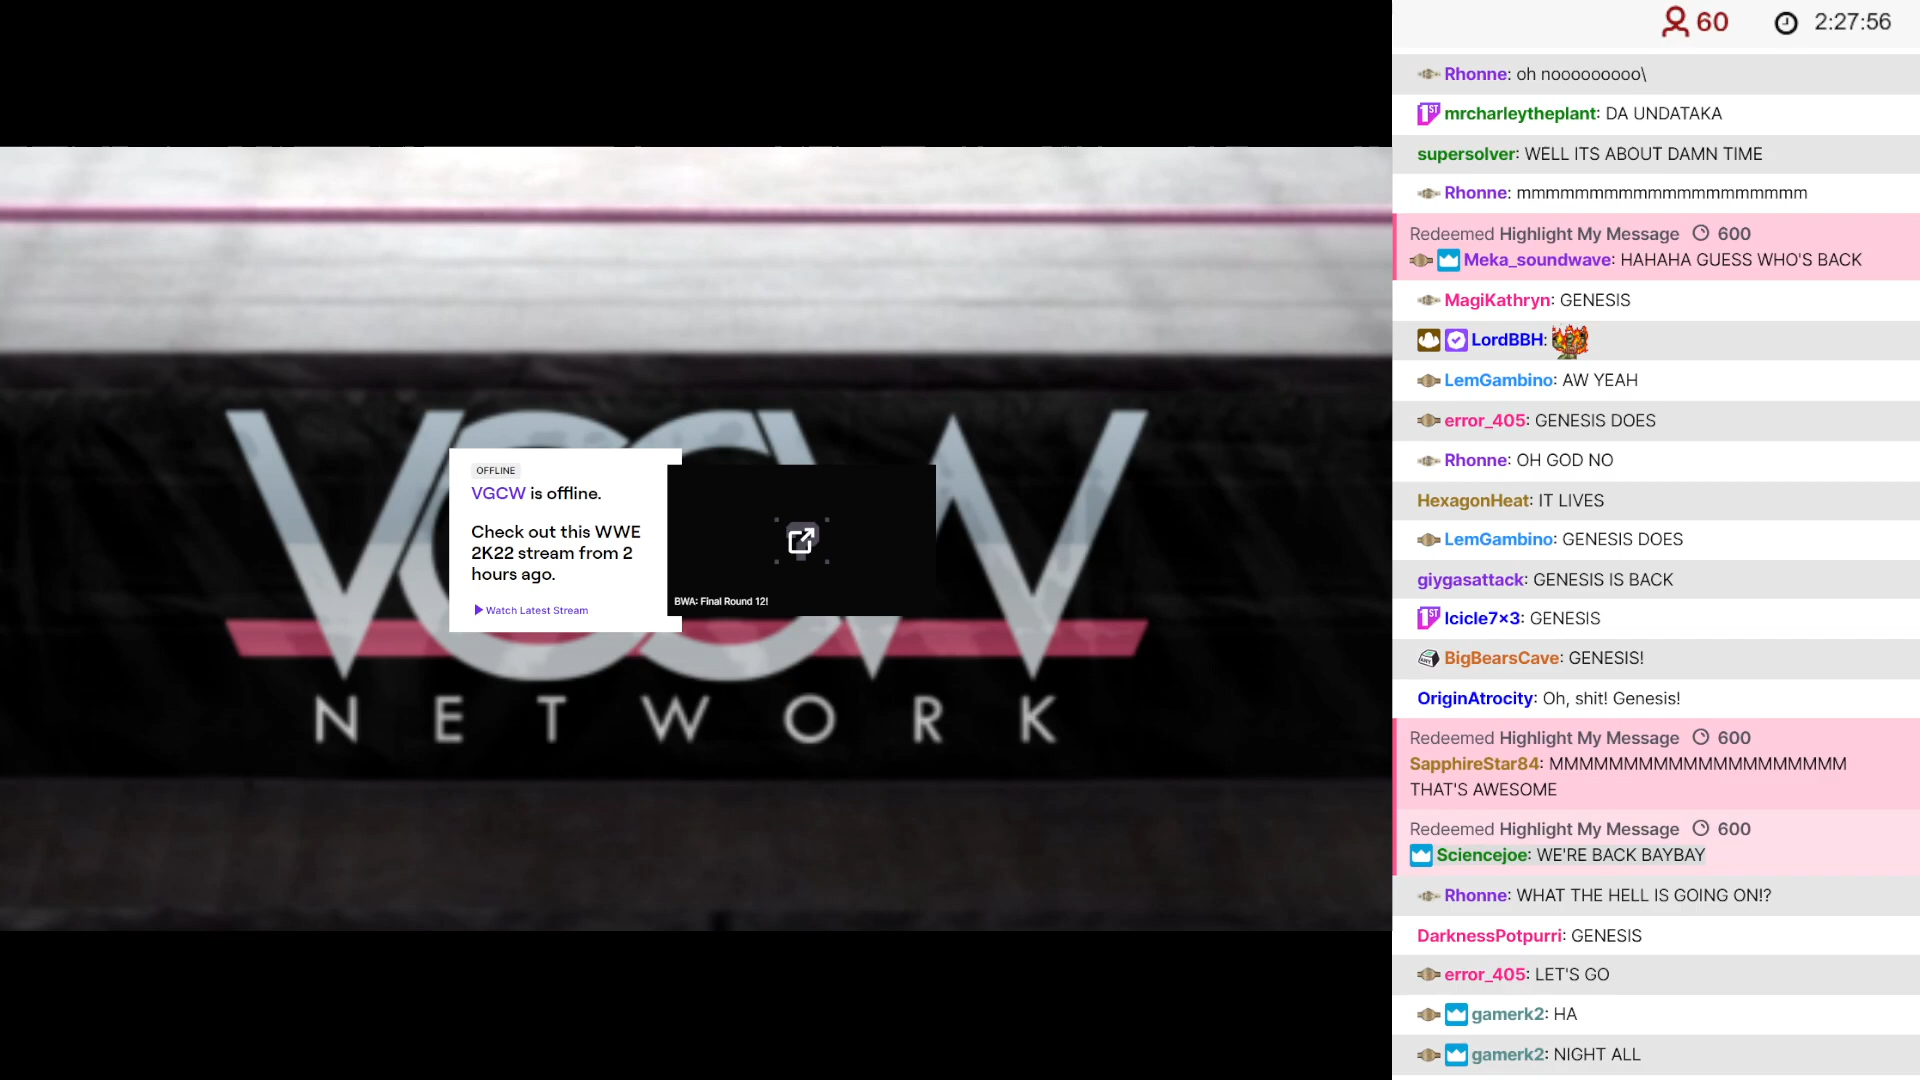 VGCW
NETWORK
OFFLINE
VGCW is offline.
Check out this WWE
2K22 stream from 2
hours ago.
Watch Latest Stream
BWA: Final Round 12!
60 2:27:56
Rhonne: oh nooooooooo\
mrcharleytheplant: DA UNDATAKA
supersolver: WELL ITS ABOUT DAMN TIME
Rhonne: mmmmmmmmmmmmmmmmmmmm
Redeemed Highlight My Message 600
Meka_soundwave: HAHAHA GUESS WHO'S BACK
MagiKathryn: GENESIS
LordBBH:
LemGambino: AW YEAH
error_405: GENESIS DOES
Rhonne: OH GOD NO
HexagonHeat: IT LIVES
LemGambino: GENESIS DOES
giygasattack: GENESIS IS BACK
1ST Icicle7x3: GENESIS
BigBearsCave: GENESIS!
OriginAtrocity: Oh, shit! Genesis!
Redeemed Highlight My Message 600
SapphireStar84: MMMMMMMMMMMMMMMMMMMM
THAT'S AWESOME
Redeemed Highlight My Message 600
Sciencejoe: WE'RE BACK BAYBAY
Rhonne: WHAT THE HELL IS GOING ON!?
DarknessPotpurri: GENESIS
error_405: LET'S GO
gamerk2: HA
gamerk2: NIGHT ALL